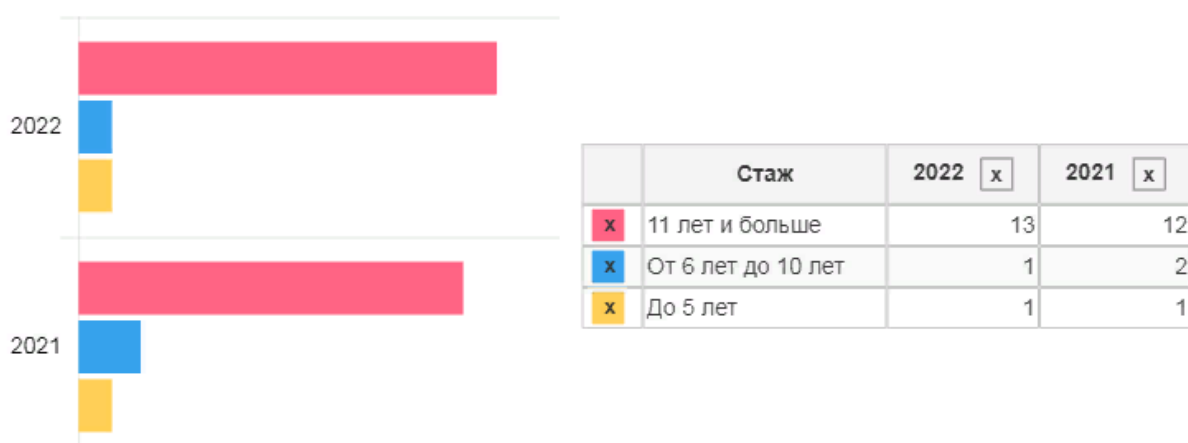 2022
2021
Стаж 2022 x 2021 x
x 11 лет и больше 13 12
x От 6 лет до 10 лет 1 2
x До 5 лет 1 1